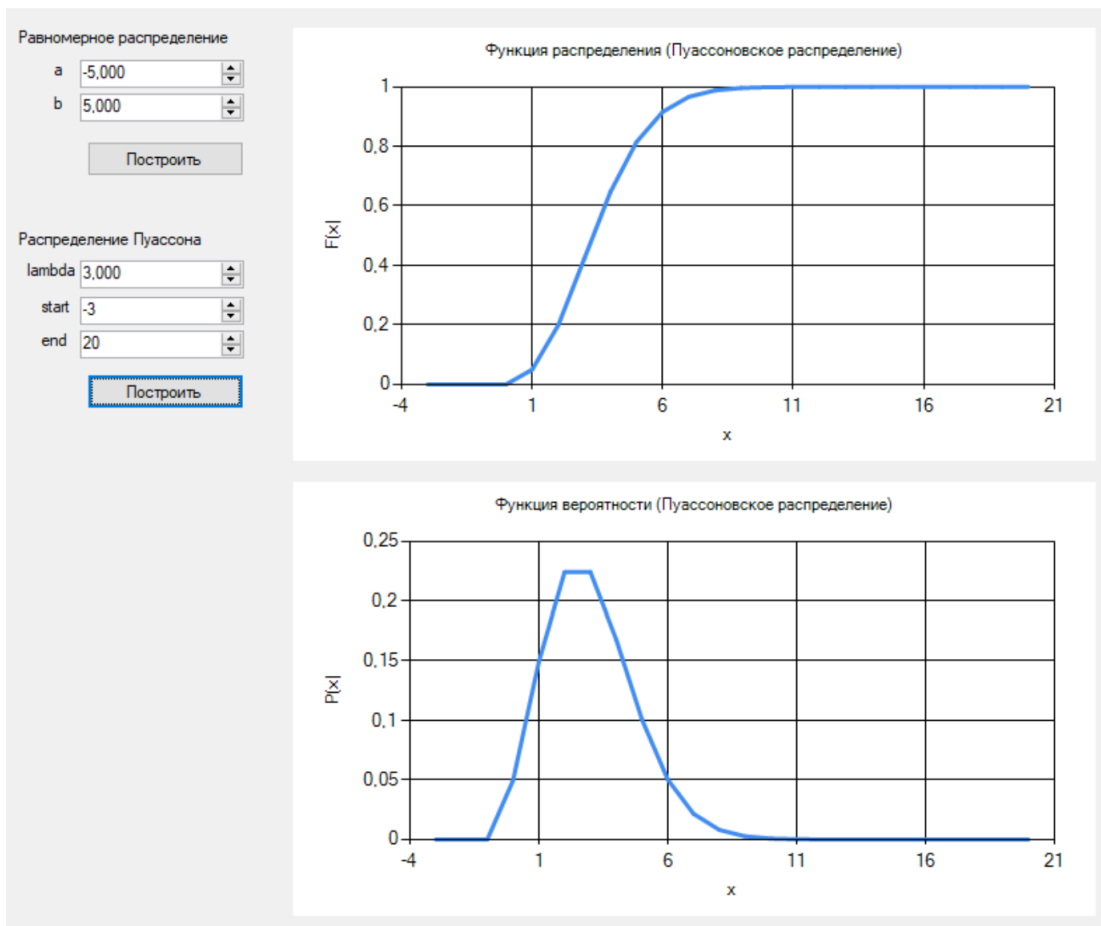 Равномерное распределение
a -5,000
b 5,000
Построить
Распределение Пуассона
lambda 3,000
start -3
end 20
Построить
Функция распределения (Пуассоновское распределение)
1
0,8
0,6
0,4
0,2
0
F(x|
-4 1 6 11 16 21
x
Функция вероятности (Пуассоновское распределение)
0,25
0,2
0,15
0,1
0,05
0
P(x|
-4 1 6 11 16 21
x